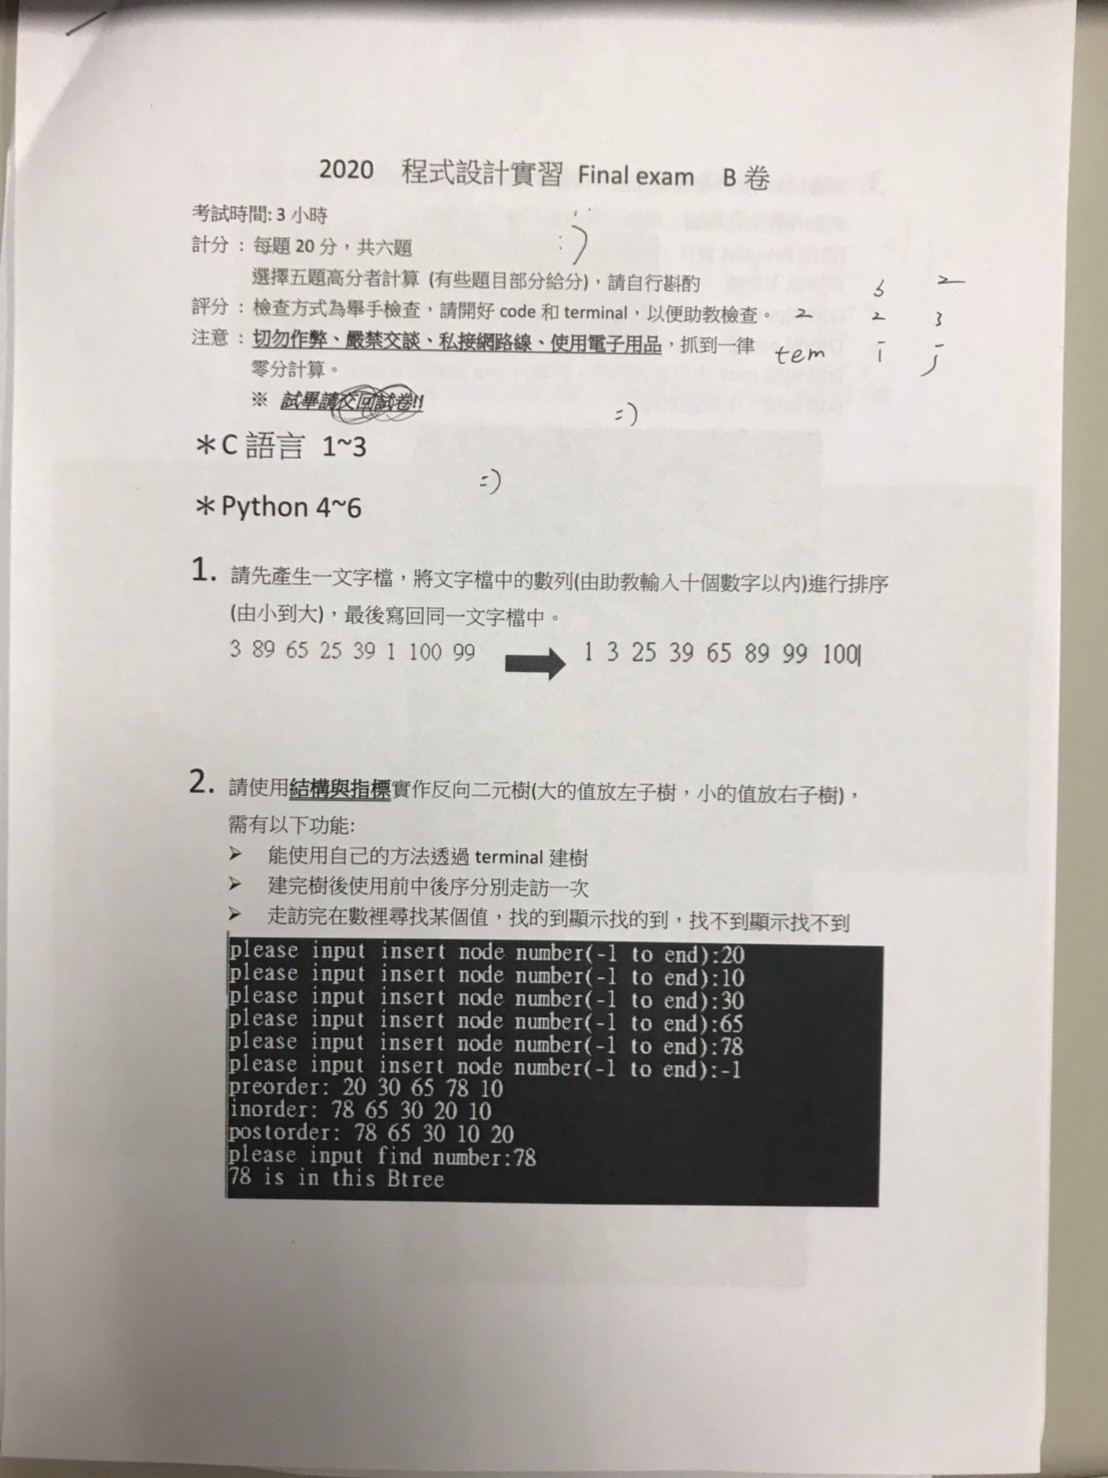 2020 程式設計實習 Final exam B 卷
考試時間: 3 小時
計分：每題 20 分，共六題
:)
選擇五題高分者計算 (有些題目部分給分)，請自行斟酌
3 2
評分：檢查方式為舉手檢查，請開好 code 和 terminal，以便助教檢查。
2 2 3
注意：切勿作弊、嚴禁交談、私接網路線、使用電子用品，抓到一律
tem i j
零分計算。
※ 試畢請交回試卷!!
=)
＊C 語言 1~3
=)
＊Python 4~6
1. 請先產生一文字檔，將文字檔中的數列(由助教輸入十個數字以內)進行排序
(由小到大)，最後寫回同一文字檔中。
3 89 65 25 39 1 100 99 1 3 25 39 65 89 99 100
2. 請使用結構與指標實作反向二元樹(大的值放左子樹，小的值放右子樹)，
需有以下功能:
➢ 能使用自己的方法透過 terminal 建樹
➢ 建完樹後使用前中後序分別走訪一次
➢ 走訪完在數裡尋找某個值，找的到顯示找的到，找不到顯示找不到
please input insert node number(-1 to end):20
please input insert node number(-1 to end):10
please input insert node number(-1 to end):30
please input insert node number(-1 to end):65
please input insert node number(-1 to end):78
please input insert node number(-1 to end):-1
preorder: 20 30 65 78 10
inorder: 78 65 30 20 10
postorder: 78 65 30 10 20
please input find number:78
78 is in this Btree